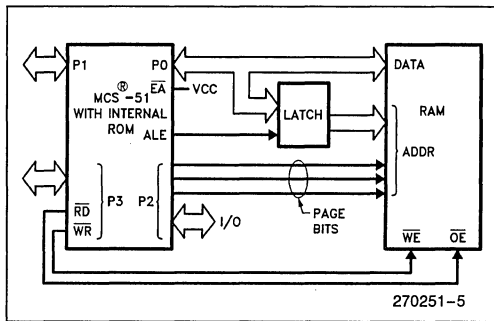 P1
P0
DATA
EA
VCC
®
MCS -51
WITH INTERNAL
ROM
LATCH
RAM
ALE
ADDR
P3
P2
RD
WR
I/O
PAGE
BITS
WE
OE
270251-5